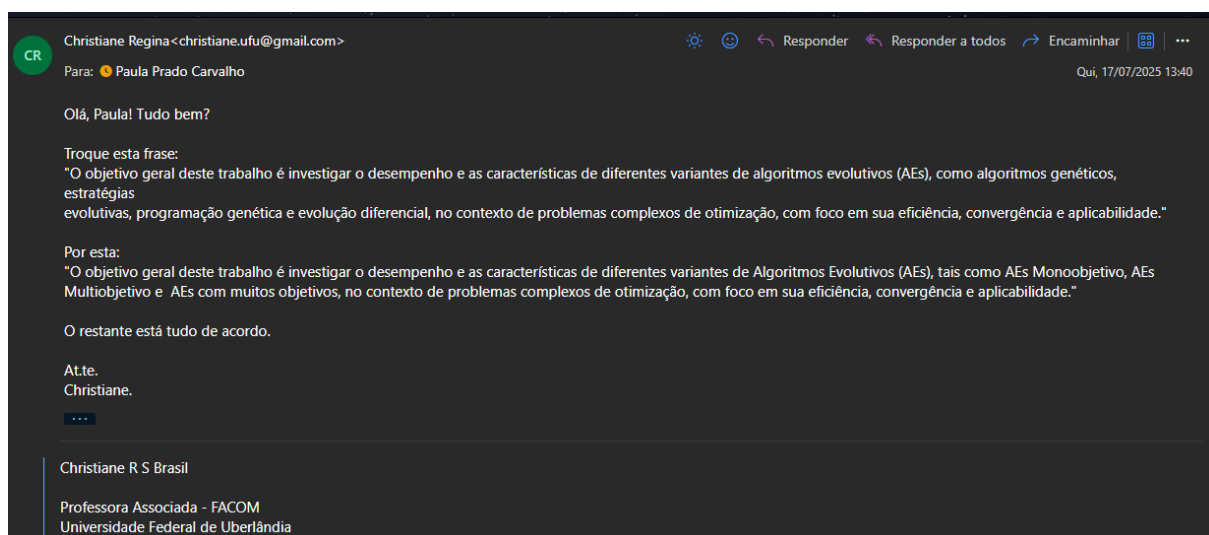 Christiane Regina<christiane.ufu@gmail.com>
Responder
Responder a todos
Encaminhar
CR
Para: Paula Prado Carvalho
Qui, 17/07/2025 13:40
Olá, Paula! Tudo bem?
Troque esta frase:
"O objetivo geral deste trabalho é investigar o desempenho e as características de diferentes variantes de algoritmos evolutivos (AEs), como algoritmos genéticos,
estratégias
evolutivas, programação genética e evolução diferencial, no contexto de problemas complexos de otimização, com foco em sua eficiência, convergência e aplicabilidade."
Por esta:
"O objetivo geral deste trabalho é investigar o desempenho e as características de diferentes variantes de Algoritmos Evolutivos (AEs), tais como AEs Monoobjetivo, AEs
Multiobjetivo e  AEs com muitos objetivos, no contexto de problemas complexos de otimização, com foco em sua eficiência, convergência e aplicabilidade."
O restante está tudo de acordo.
At.te.
Christiane.
Christiane R S Brasil
Professora Associada - FACOM
Universidade Federal de Uberlândia